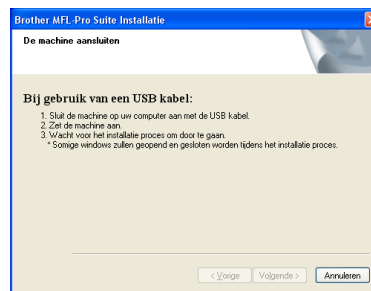 Brother MFL-Pro Suite Installatie
De machine aansluiten
Bij gebruik van een USB kabel:
1. Sluit de machine op uw computer aan met de USB kabel.
2. Zet de machine aan.
3. Wacht voor het installatie proces om door te gaan.
* Somige windows zullen geopend en gesloten worden tijdens het installatie proces.
< Vorige
Volgende >
Annuleren